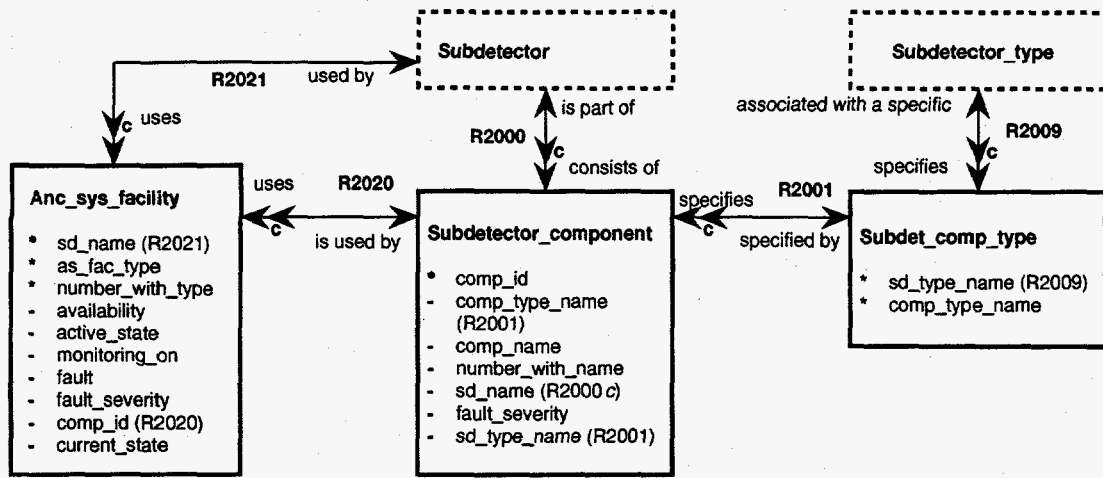 Subdetector
Subdetector_type
R2021
used by
is part of
associated with a specific
c uses
R2000
c
R2009
c
consists of
specifies
Anc_sys_facility
* sd_name (R2021)
* as_fac_type
* number_with_type
- availability
- active_state
- monitoring_on
- fault
- fault_severity
- comp_id (R2020)
- current_state
uses
R2020
c
is used by
Subdetector_component
* comp_id
- comp_type_name
(R2001)
- comp_name
- number_with_name
- sd_name (R2000 c)
- fault_severity
- sd_type_name (R2001)
specifies
R2001
c
specified by
Subdet_comp_type
* sd_type_name (R2009)
* comp_type_name